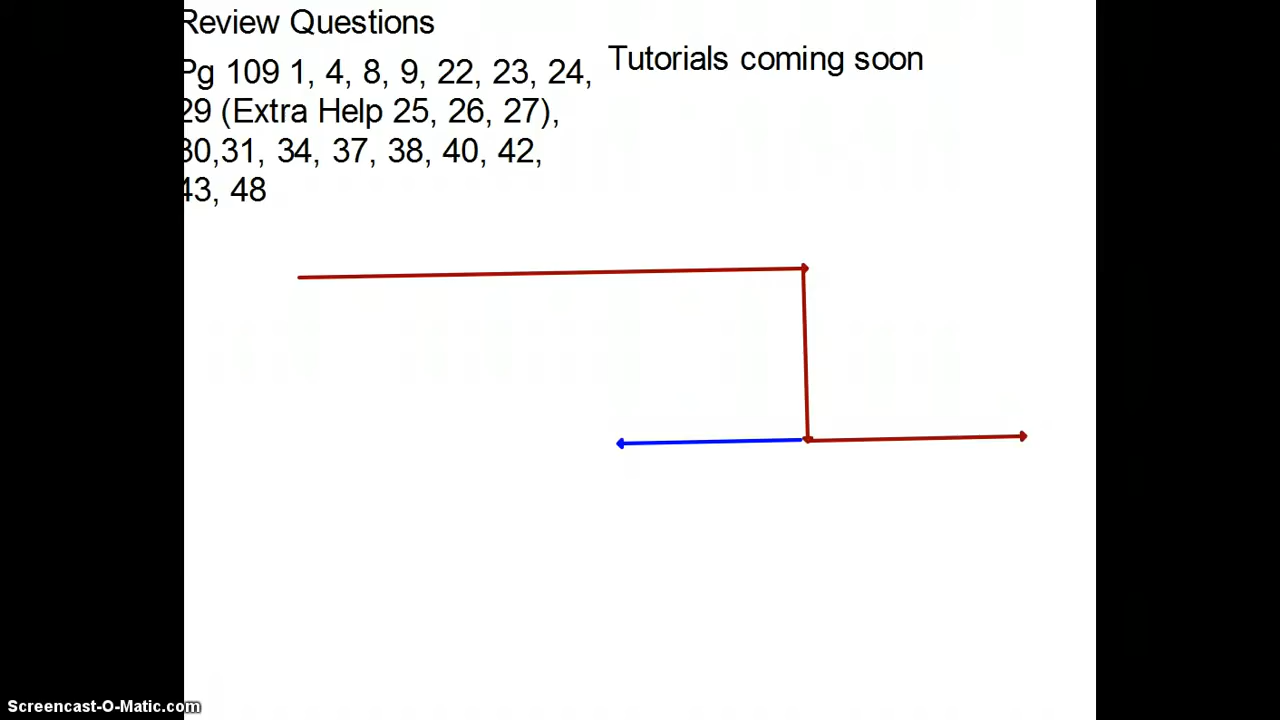 Review Questions
Pg 109 1, 4, 8, 9, 22, 23, 24,
29 (Extra Help 25, 26, 27),
30,31, 34, 37, 38, 40, 42,
43, 48
Tutorials coming soon
Screencast-O-Matic.com